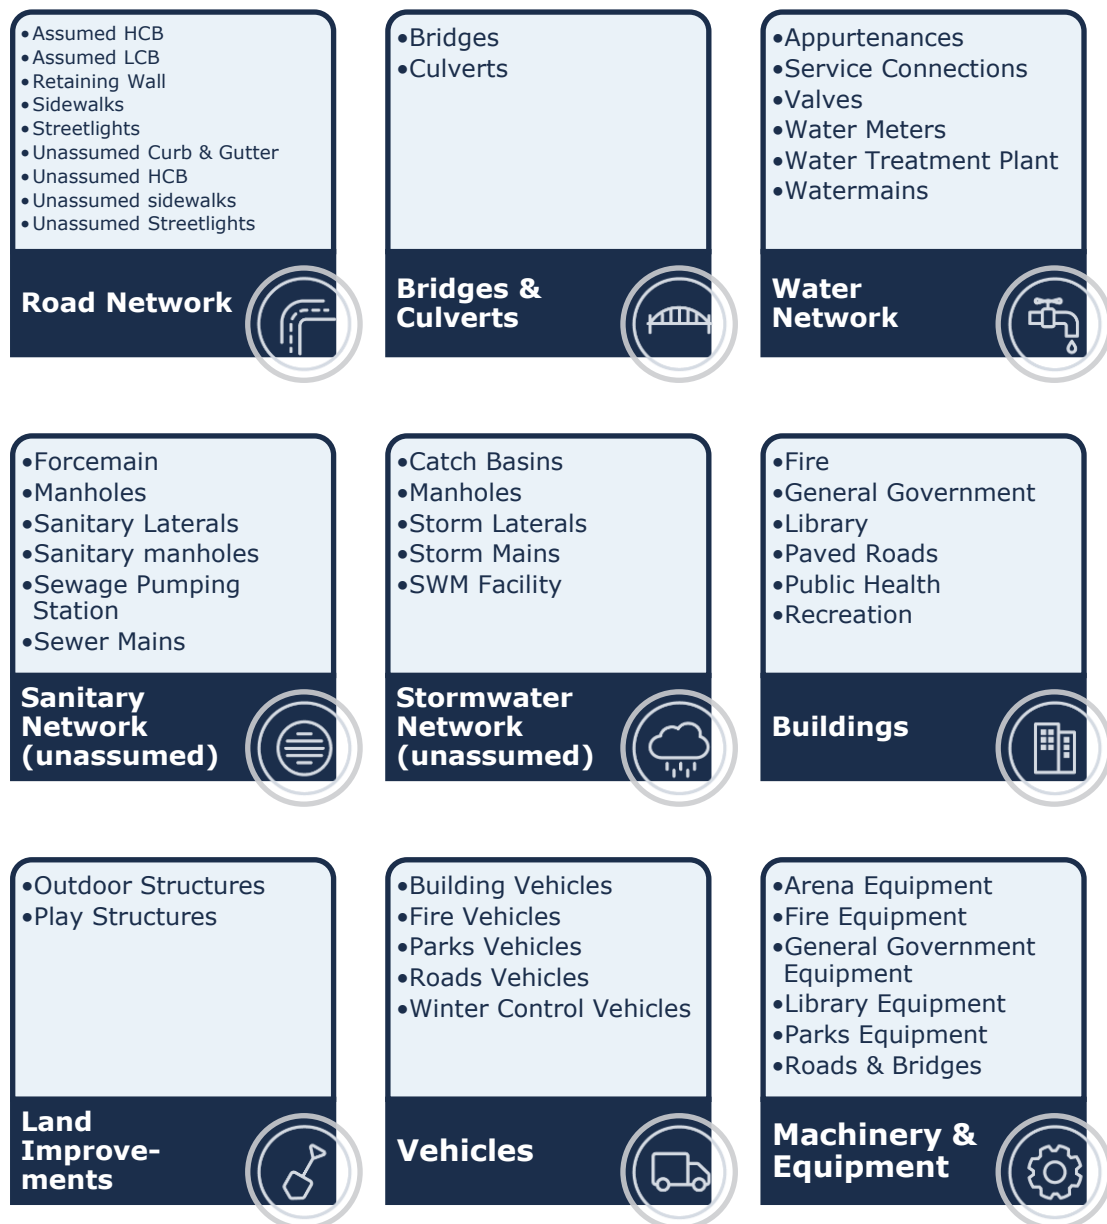 •Assumed HCB
•Assumed LCB
•Retaining Wall
•Sidewalks
•Streetlights
•Unassumed Curb & Gutter
•Unassumed HCB
•Unassumed sidewalks
•Unassumed Streetlights
Road Network
•Bridges
•Culverts
Bridges &
Culverts
•Appurtenances
•Service Connections
•Valves
•Water Meters
•Water Treatment Plant
•Watermains
Water
Network
•Forcemain
•Manholes
•Sanitary Laterals
•Sanitary manholes
•Sewage Pumping
Station
•Sewer Mains
Sanitary
Network
(unassumed)
•Catch Basins
•Manholes
•Storm Laterals
•Storm Mains
•SWM Facility
Stormwater
Network
(unassumed)
•Fire
•General Government
•Library
•Paved Roads
•Public Health
•Recreation
Buildings
•Outdoor Structures
•Play Structures
Land
Improve-
ments
•Building Vehicles
•Fire Vehicles
•Parks Vehicles
•Roads Vehicles
•Winter Control Vehicles
Vehicles
•Arena Equipment
•Fire Equipment
•General Government
Equipment
•Library Equipment
•Parks Equipment
•Roads & Bridges
Machinery &
Equipment